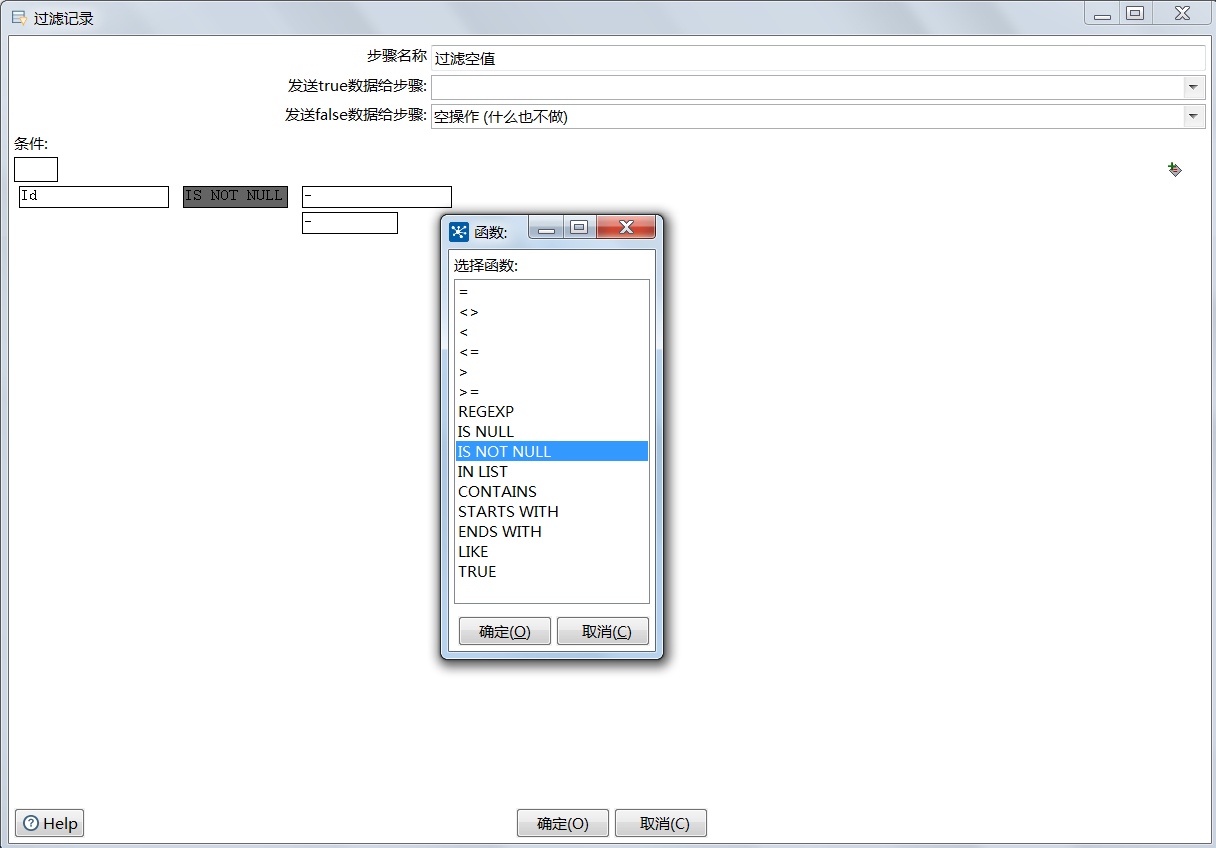 过滤记录
步骤名称 过滤空值
发送true数据给步骤:
发送false数据给步骤: 空操作 (什么也不做)
条件:
Id IS NOT NULL -
-
函数:
选择函数:
=
<>
<
<=
>
>=
REGEXP
IS NULL
IS NOT NULL
IN LIST
CONTAINS
STARTS WITH
ENDS WITH
LIKE
TRUE
确定(O) 取消(C)
Help 确定(O) 取消(C)